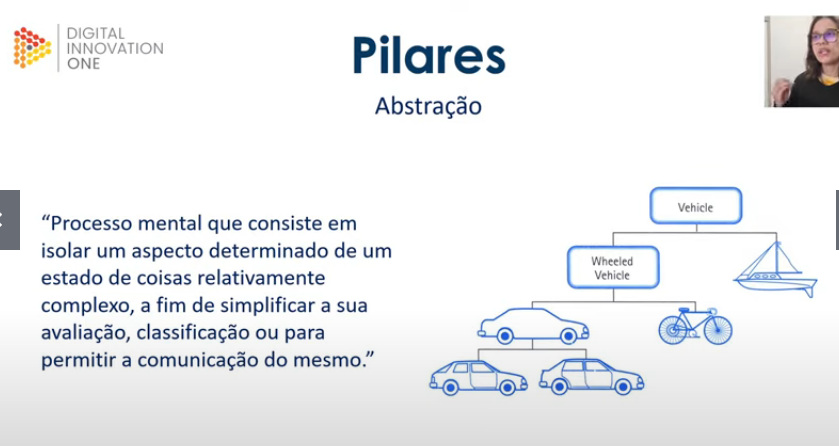 DIGITAL
INNOVATION
ONE
Pilares
Abstração
“Processo mental que consiste em
isolar um aspecto determinado de um
estado de coisas relativamente
complexo, a fim de simplificar a sua
avaliação, classificação ou para
permitir a comunicação do mesmo.”
Vehicle
Wheeled
Vehicle